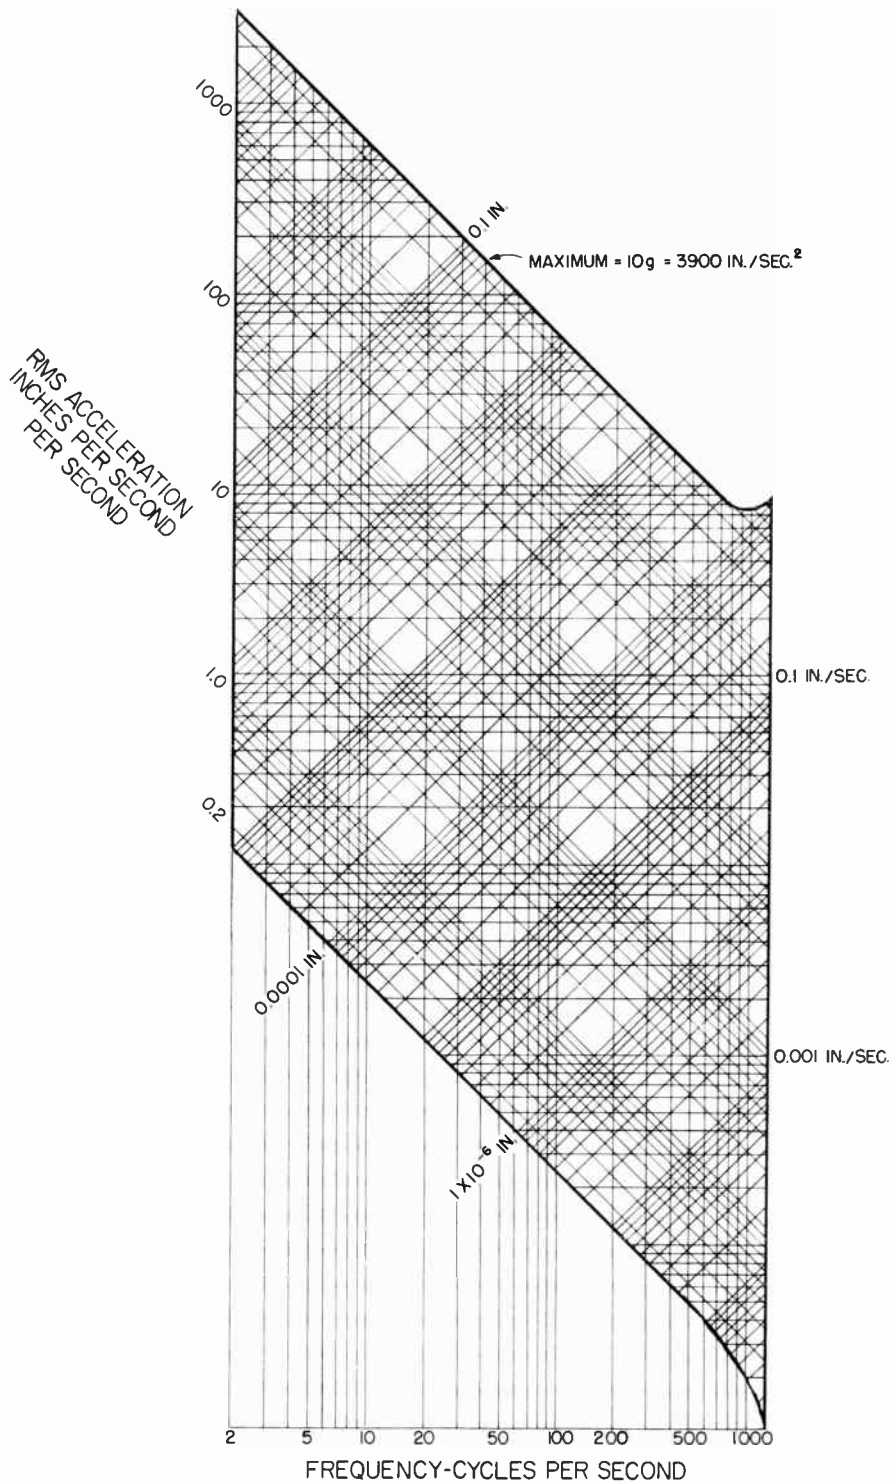 1000
0.1 IN.
MAXIMUM = 10g = 3900 IN./SEC.²
100
RMS ACCELERATION
INCHES PER SECOND
PER SECOND
10
1.0
0.1 IN./SEC.
0.2
0.0001 IN.
0.001 IN./SEC.
1 X 10⁻⁶ IN.
2 5 10 20 50 100 200 500 1000
FREQUENCY-CYCLES PER SECOND